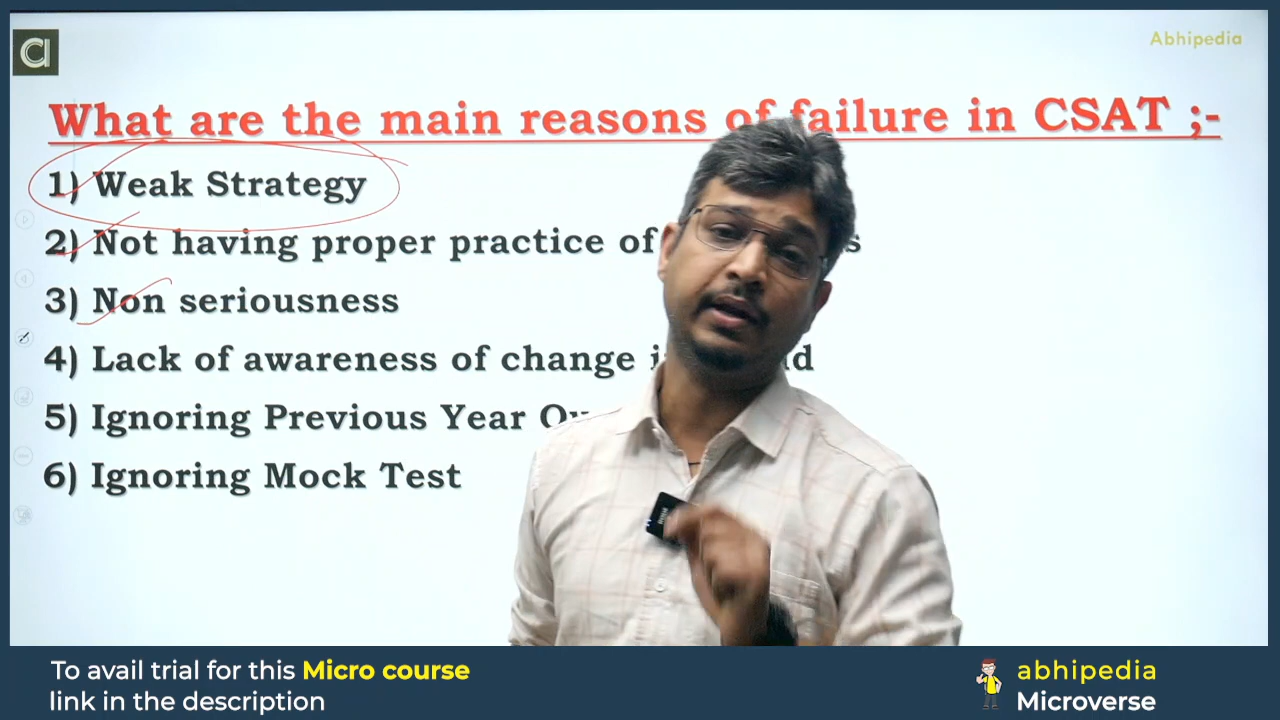 Abhipedia
What are the main reasons of failure in CSAT ;-
1) Weak Strategy
2) Not having proper practice of
3) Non seriousness
4) Lack of awareness of change
5) Ignoring Previous Year
6) Ignoring Mock Test
To avail trial for this Micro course
link in the description
abhipedia
Microverse